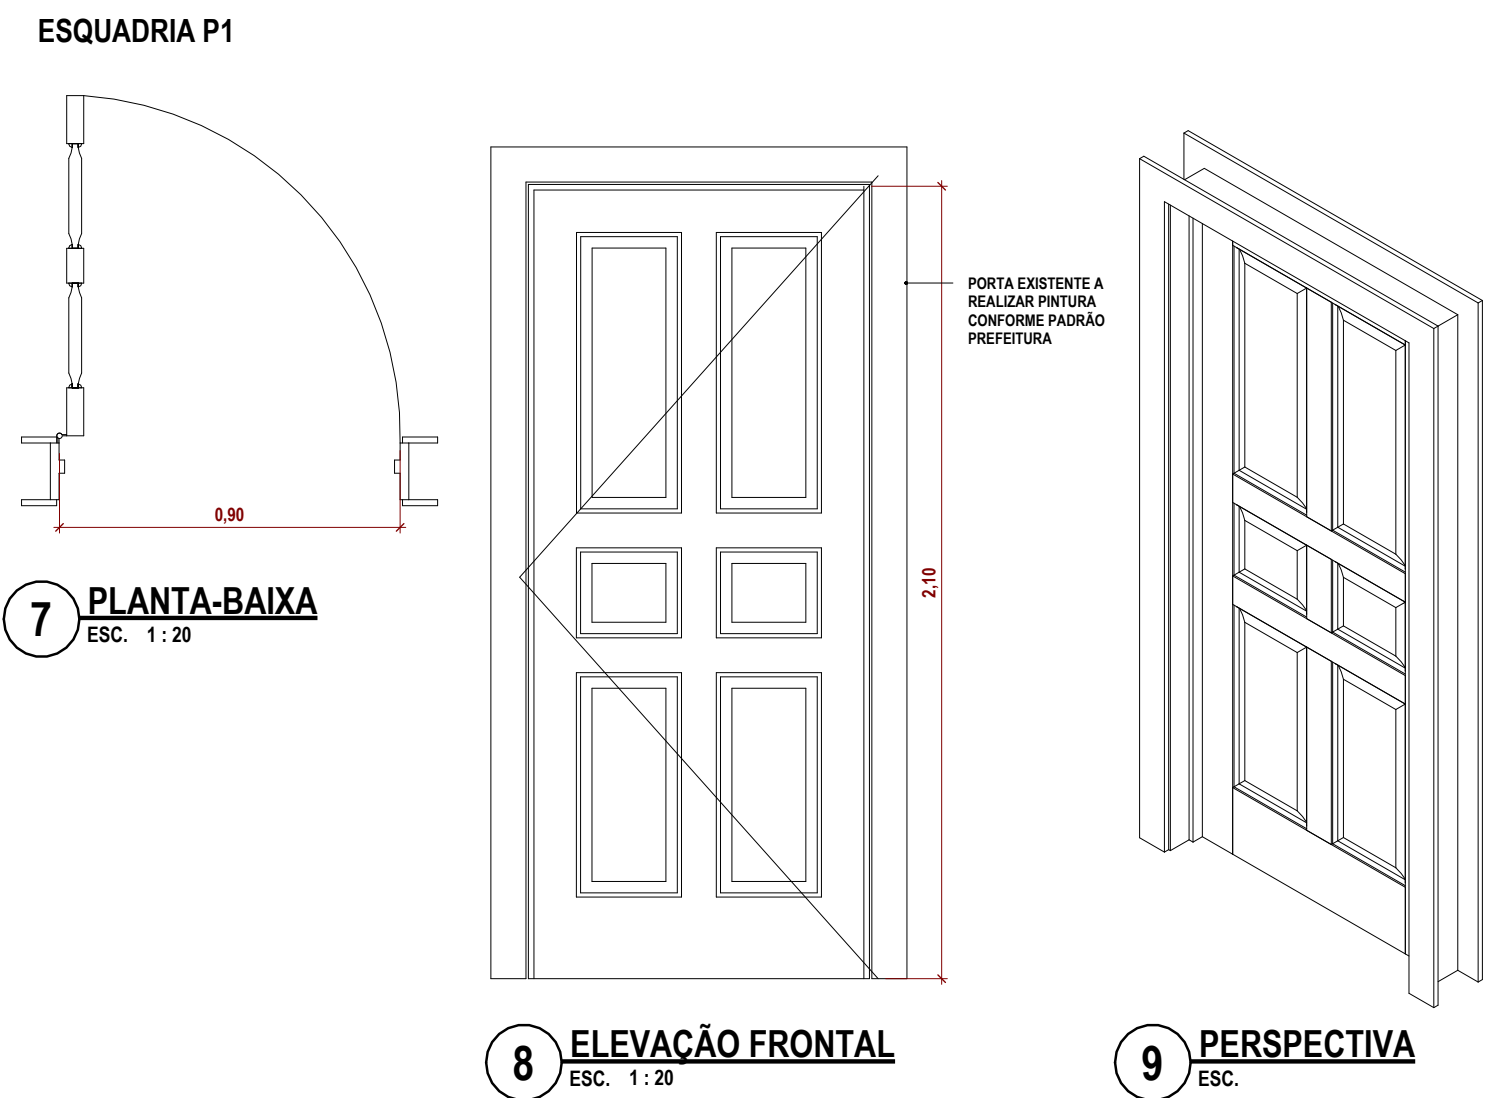 ESQUADRIA P1
0,90
7
PLANTA-BAIXA
ESC. 1 : 20
PORTA EXISTENTE A
REALIZAR PINTURA
CONFORME PADRÃO
PREFEITURA
2,10
8
ELEVAÇÃO FRONTAL
ESC. 1 : 20
9
PERSPECTIVA
ESC.